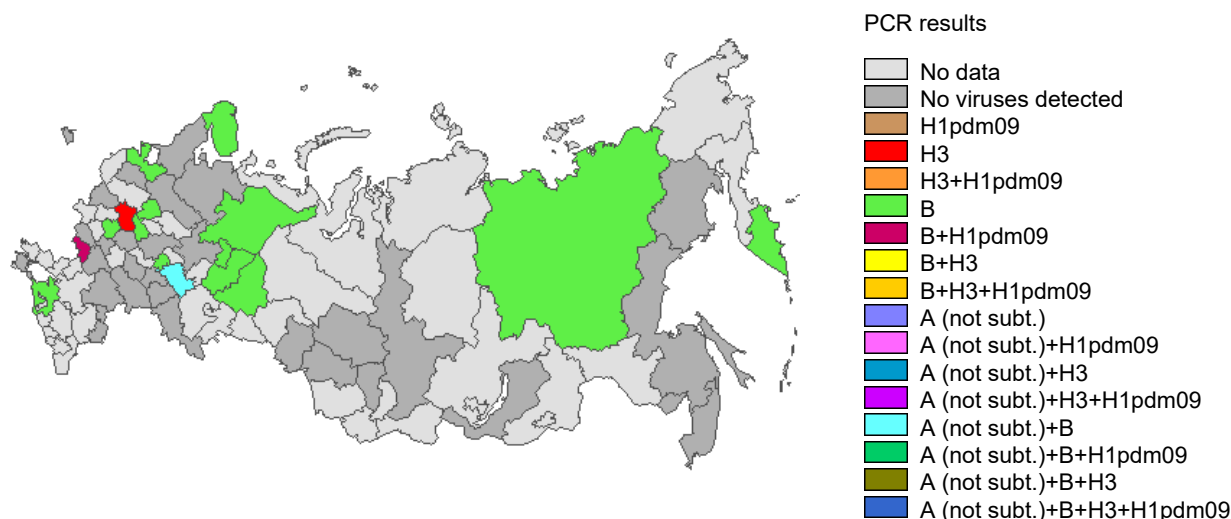 PCR results
No data
No viruses detected
H1pdm09
H3
H3+H1pdm09
B
B+H1pdm09
B+H3
B+H3+H1pdm09
A (not subt.)
A (not subt.)+H1pdm09
A (not subt.)+H3
A (not subt.)+H3+H1pdm09
A (not subt.)+B
A (not subt.)+B+H1pdm09
A (not subt.)+B+H3
A (not subt.)+B+H3+H1pdm09